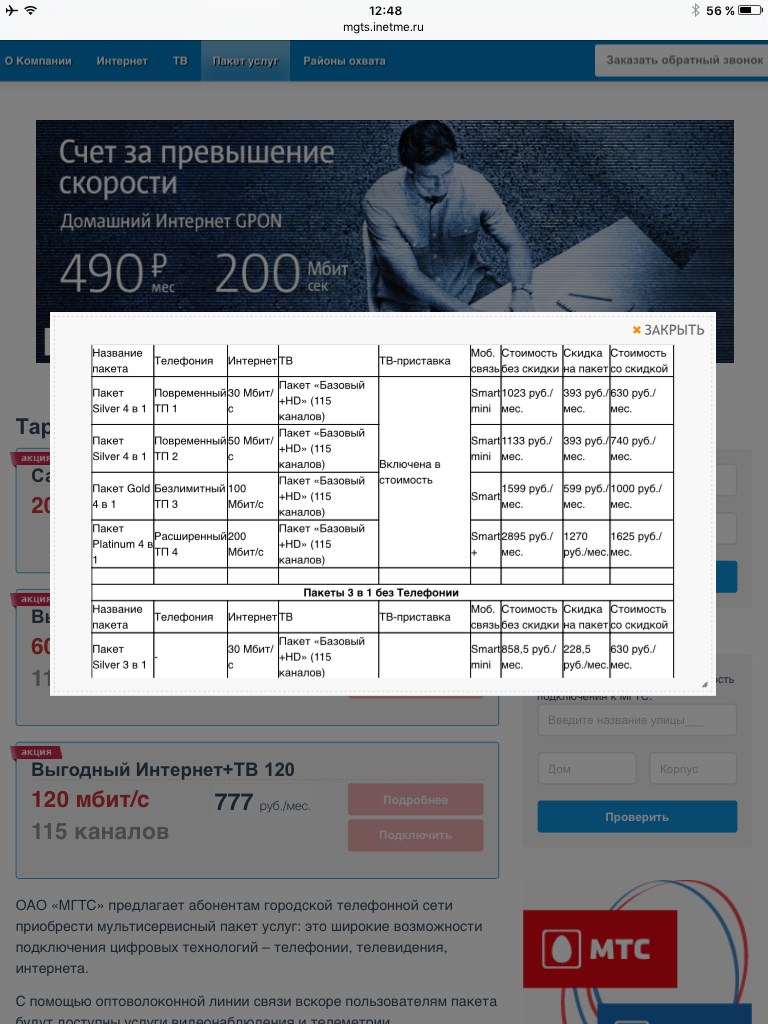 12:48
56 %
mgts.inetme.ru
О Компании Интернет ТВ Пакет услуг Районы охвата Заказать обратный звонок
Счет за превышение
скорости
Домашний Интернет GPON
490 ₽ мес 200 Мбит сек
✖ ЗАКРЫТЬ
Название пакета Телефония Интернет ТВ ТВ-приставка Моб. связь Стоимость без скидки Скидка на пакет Стоимость со скидкой
Пакет Silver 4 в 1 Повременный ТП 1 30 Мбит/с Пакет «Базовый +HD» (115 каналов) Включена в стоимость Smart mini 1023 руб./мес. 393 руб./мес. 630 руб./мес.
Пакет Silver 4 в 1 Повременный ТП 2 50 Мбит/с Пакет «Базовый +HD» (115 каналов) Smart mini 1133 руб./мес. 393 руб./мес. 740 руб./мес.
Пакет Gold 4 в 1 Безлимитный ТП 3 100 Мбит/с Пакет «Базовый +HD» (115 каналов) Smart 1599 руб./мес. 599 руб./мес. 1000 руб./мес.
Пакет Platinum 4 в 1 Расширенный ТП 4 200 Мбит/с Пакет «Базовый +HD» (115 каналов) Smart + 2895 руб./мес. 1270 руб./мес. 1625 руб./мес.
Пакеты 3 в 1 без Телефонии
Название пакета Телефония Интернет ТВ ТВ-приставка Моб. связь Стоимость без скидки Скидка на пакет Стоимость со скидкой
Пакет Silver 3 в 1 - 30 Мбит/с Пакет «Базовый +HD» (115 каналов) Smart mini 858,5 руб./мес. 228,5 руб./мес. 630 руб./мес.
акция
акция
подключения к МГТС:
Введите название улицы___
Дом Корпус
Проверить
акция
Выгодный Интернет+ТВ 120
120 мбит/с 777 руб./мес. Подробнее
115 каналов Подключить
ОАО «МГТС» предлагает абонентам городской телефонной сети
приобрести мультисервисный пакет услуг: это широкие возможности
подключения цифровых технологий – телефонии, телевидения,
интернета.
С помощью оптоволоконной линии связи вскоре пользователям пакета
будут доступны услуги видеонаблюдения и телеметрии
МТС